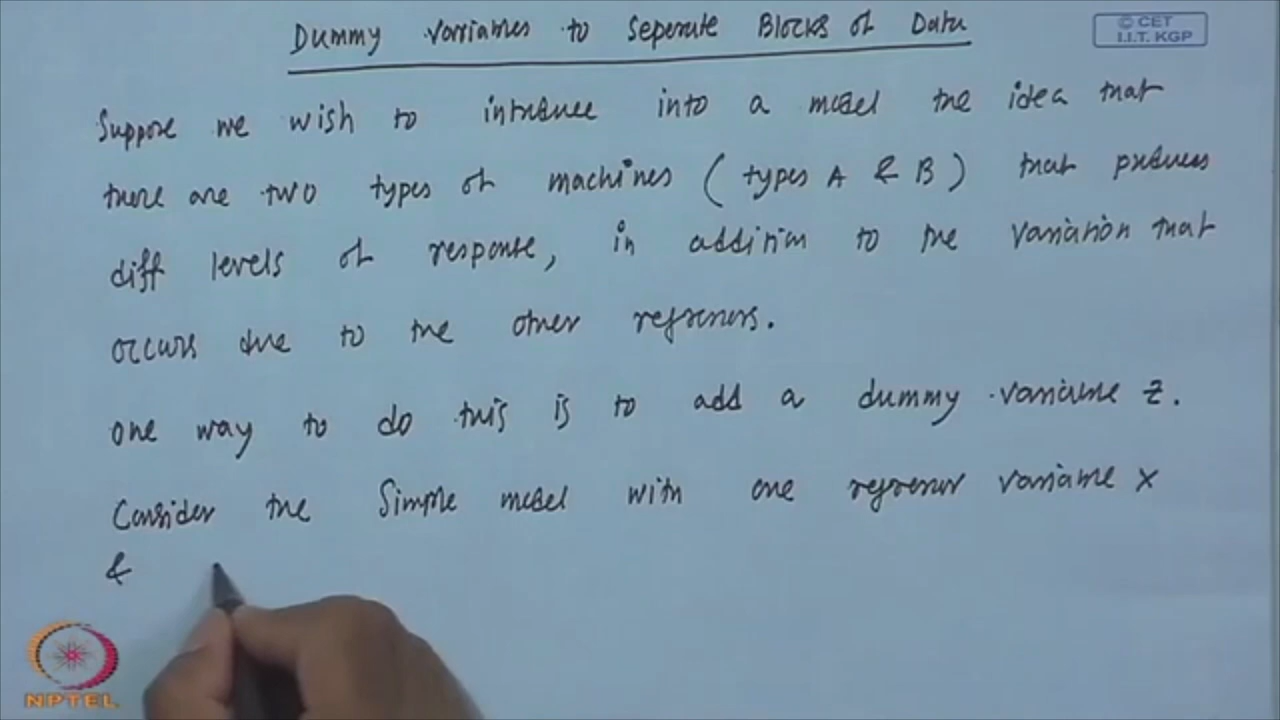 Dummy Variables to Seperate Blocks of Data
© CET
I.I.T. KGP
Suppose we wish to introduce into a model the idea that
there are two types of machines ( types A & B ) that produces
diff levels of response, in addition to the variation that
occurs due to the other regressors.
one way to do this is to add a dummy variable z.
Consider the simple model with one regressor variable x
&
NPTEL